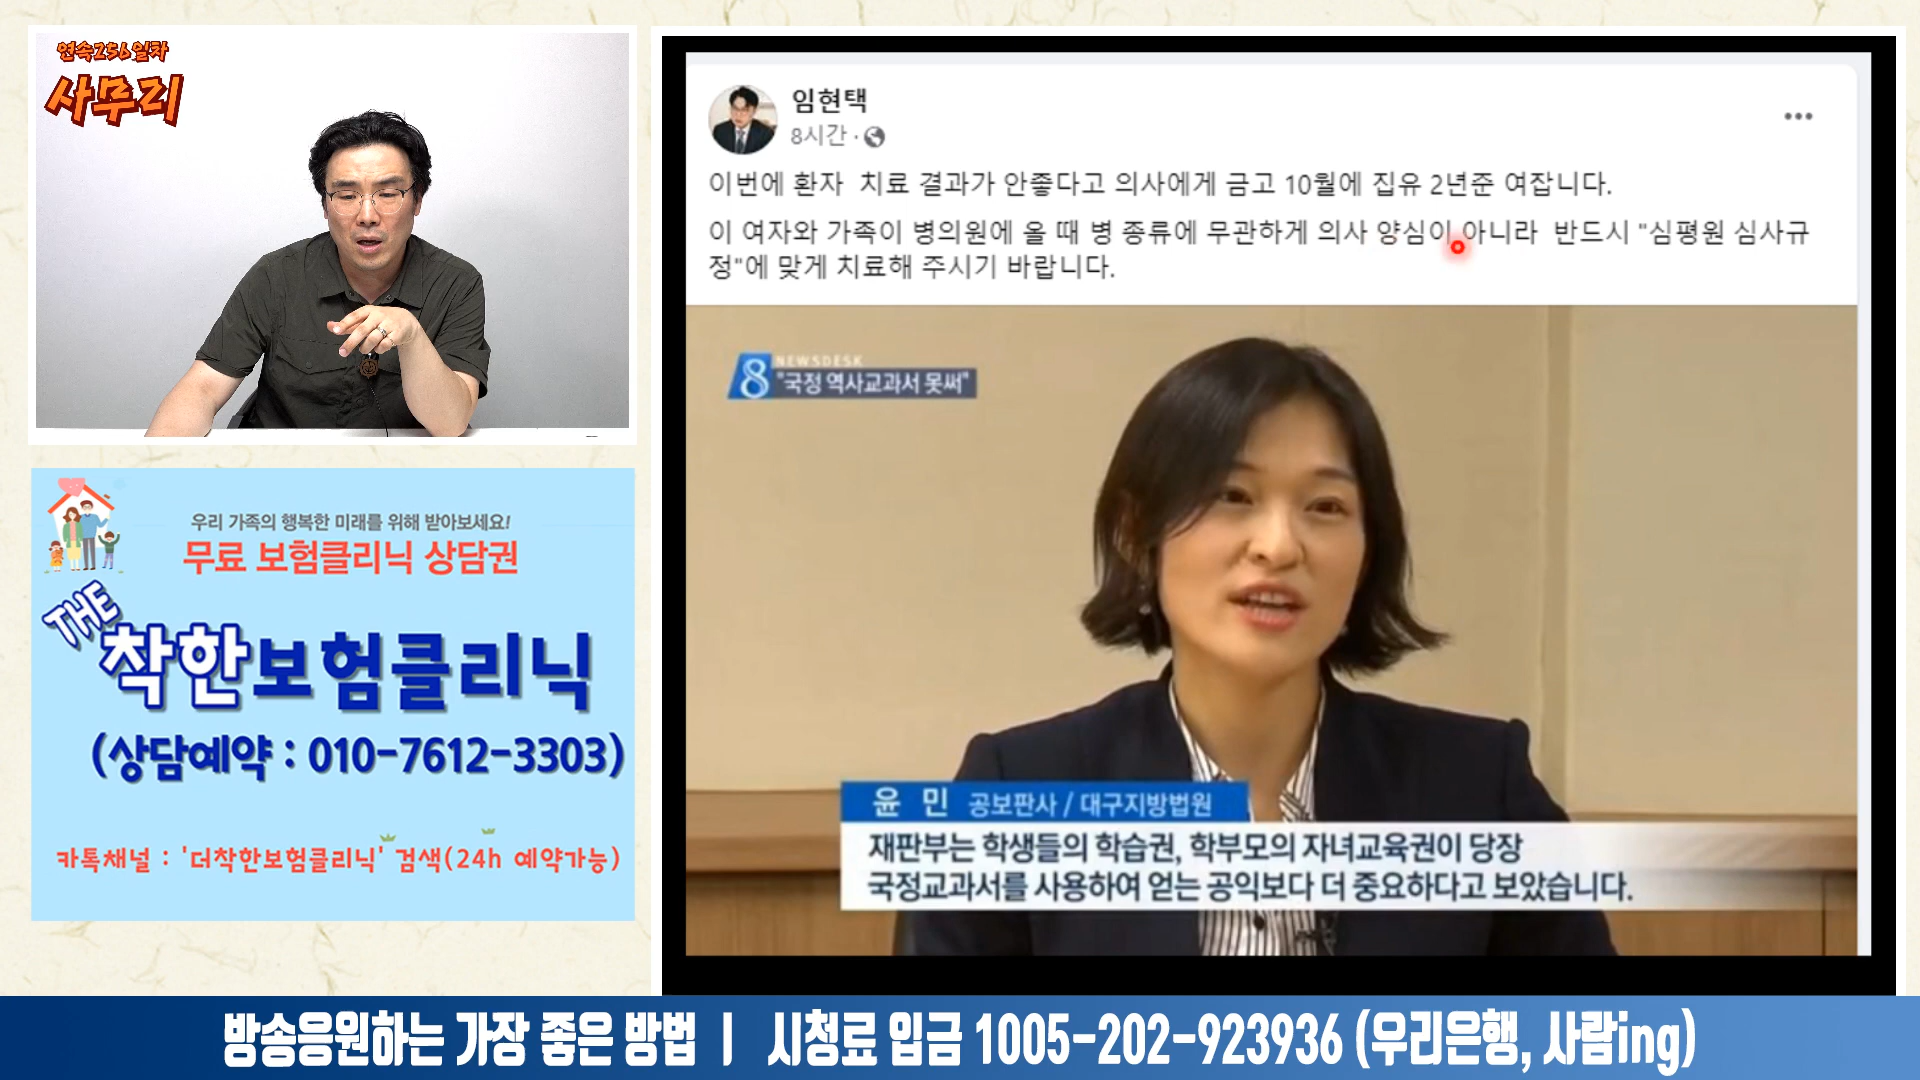 연속256일차
사무리
우리 가족의 행복한 미래를 위해 받아보세요!
무료 보험클리닉 상담권
THE
착한보험클리닉
(상담예약 : 010-7612-3303)
카톡채널 : '더착한보험클리닉' 검색(24h 예약가능)
임현택
8시간 ·
이번에 환자 치료 결과가 안좋다고 의사에게 금고 10월에 집유 2년준 여잡니다.
이 여자와 가족이 병의원에 올 때 병 종류에 무관하게 의사 양심이 아니라 반드시 "심평원 심사규
정"에 맞게 치료해 주시기 바랍니다.
8 NEWSDESK
"국정 역사교과서 못써"
윤 민 공보판사 / 대구지방법원
재판부는 학생들의 학습권, 학부모의 자녀교육권이 당장
국정교과서를 사용하여 얻는 공익보다 더 중요하다고 보았습니다.
방송응원하는 가장 좋은 방법 ㅣ 시청료 입금 1005-202-923936 (우리은행, 사람ing)